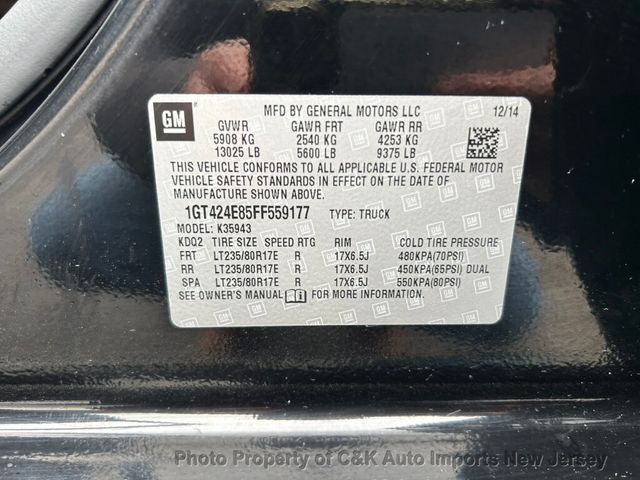 GM
MFD BY GENERAL MOTORS LLC 12/14
GVWR GAWR FRT GAWR RR
5908 KG 2540 KG 4253 KG
13025 LB 5600 LB 9375 LB
THIS VEHICLE CONFORMS TO ALL APPLICABLE U.S. FEDERAL MOTOR
VEHICLE SAFETY STANDARDS IN EFFECT ON THE DATE OF
MANUFACTURE SHOWN ABOVE.
1GT424E85FF559177 TYPE: TRUCK
MODEL: K35943
KDQ2 TIRE SIZE SPEED RTG RIM COLD TIRE PRESSURE
FRT LT235/80R17E R 17X6.5J 480KPA(70PSI)
RR LT235/80R17E R 17X6.5J 450KPA(65PSI) DUAL
SPA LT235/80R17E R 17X6.5J 550KPA(80PSI)
SEE OWNER'S MANUAL FOR MORE INFORMATION.
Photo Property of C&K Auto Imports New Jersey